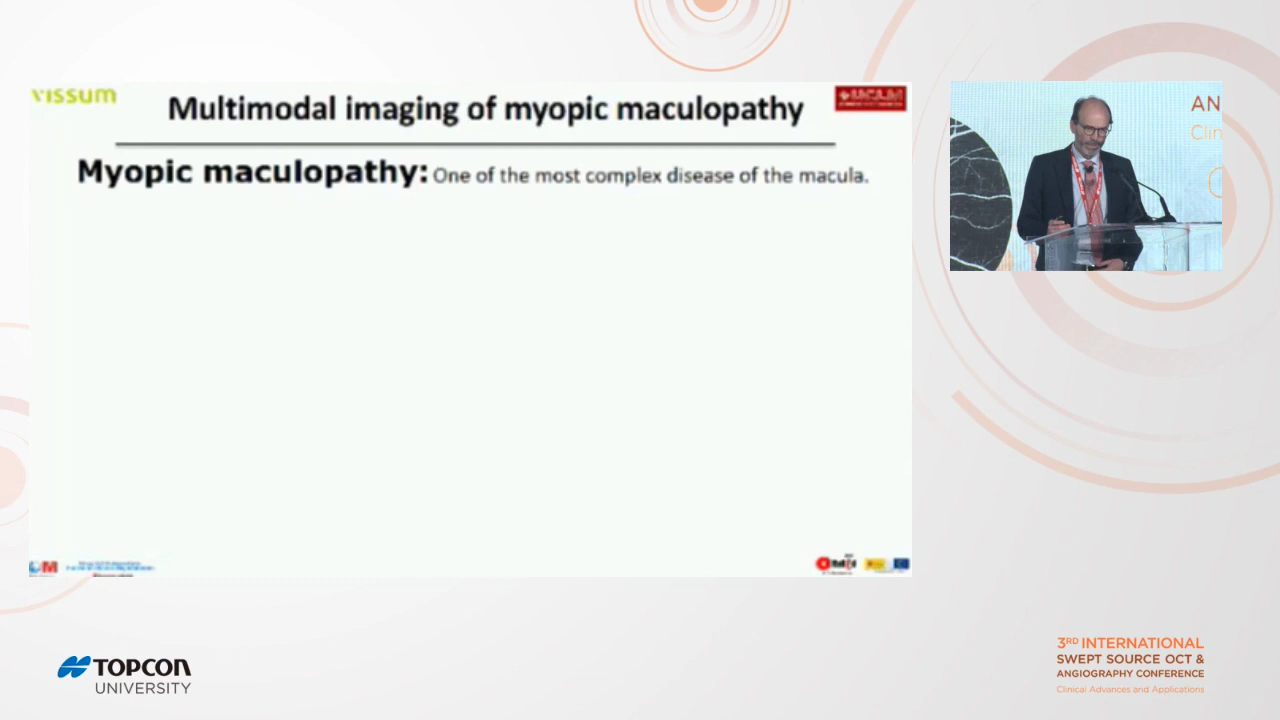 vissum
Multimodal imaging of myopic maculopathy
Myopic maculopathy: One of the most complex disease of the macula.
AN
Clin
TOPCON
UNIVERSITY
3RD INTERNATIONAL
SWEPT SOURCE OCT &
ANGIOGRAPHY CONFERENCE
Clinical Advances and Applications